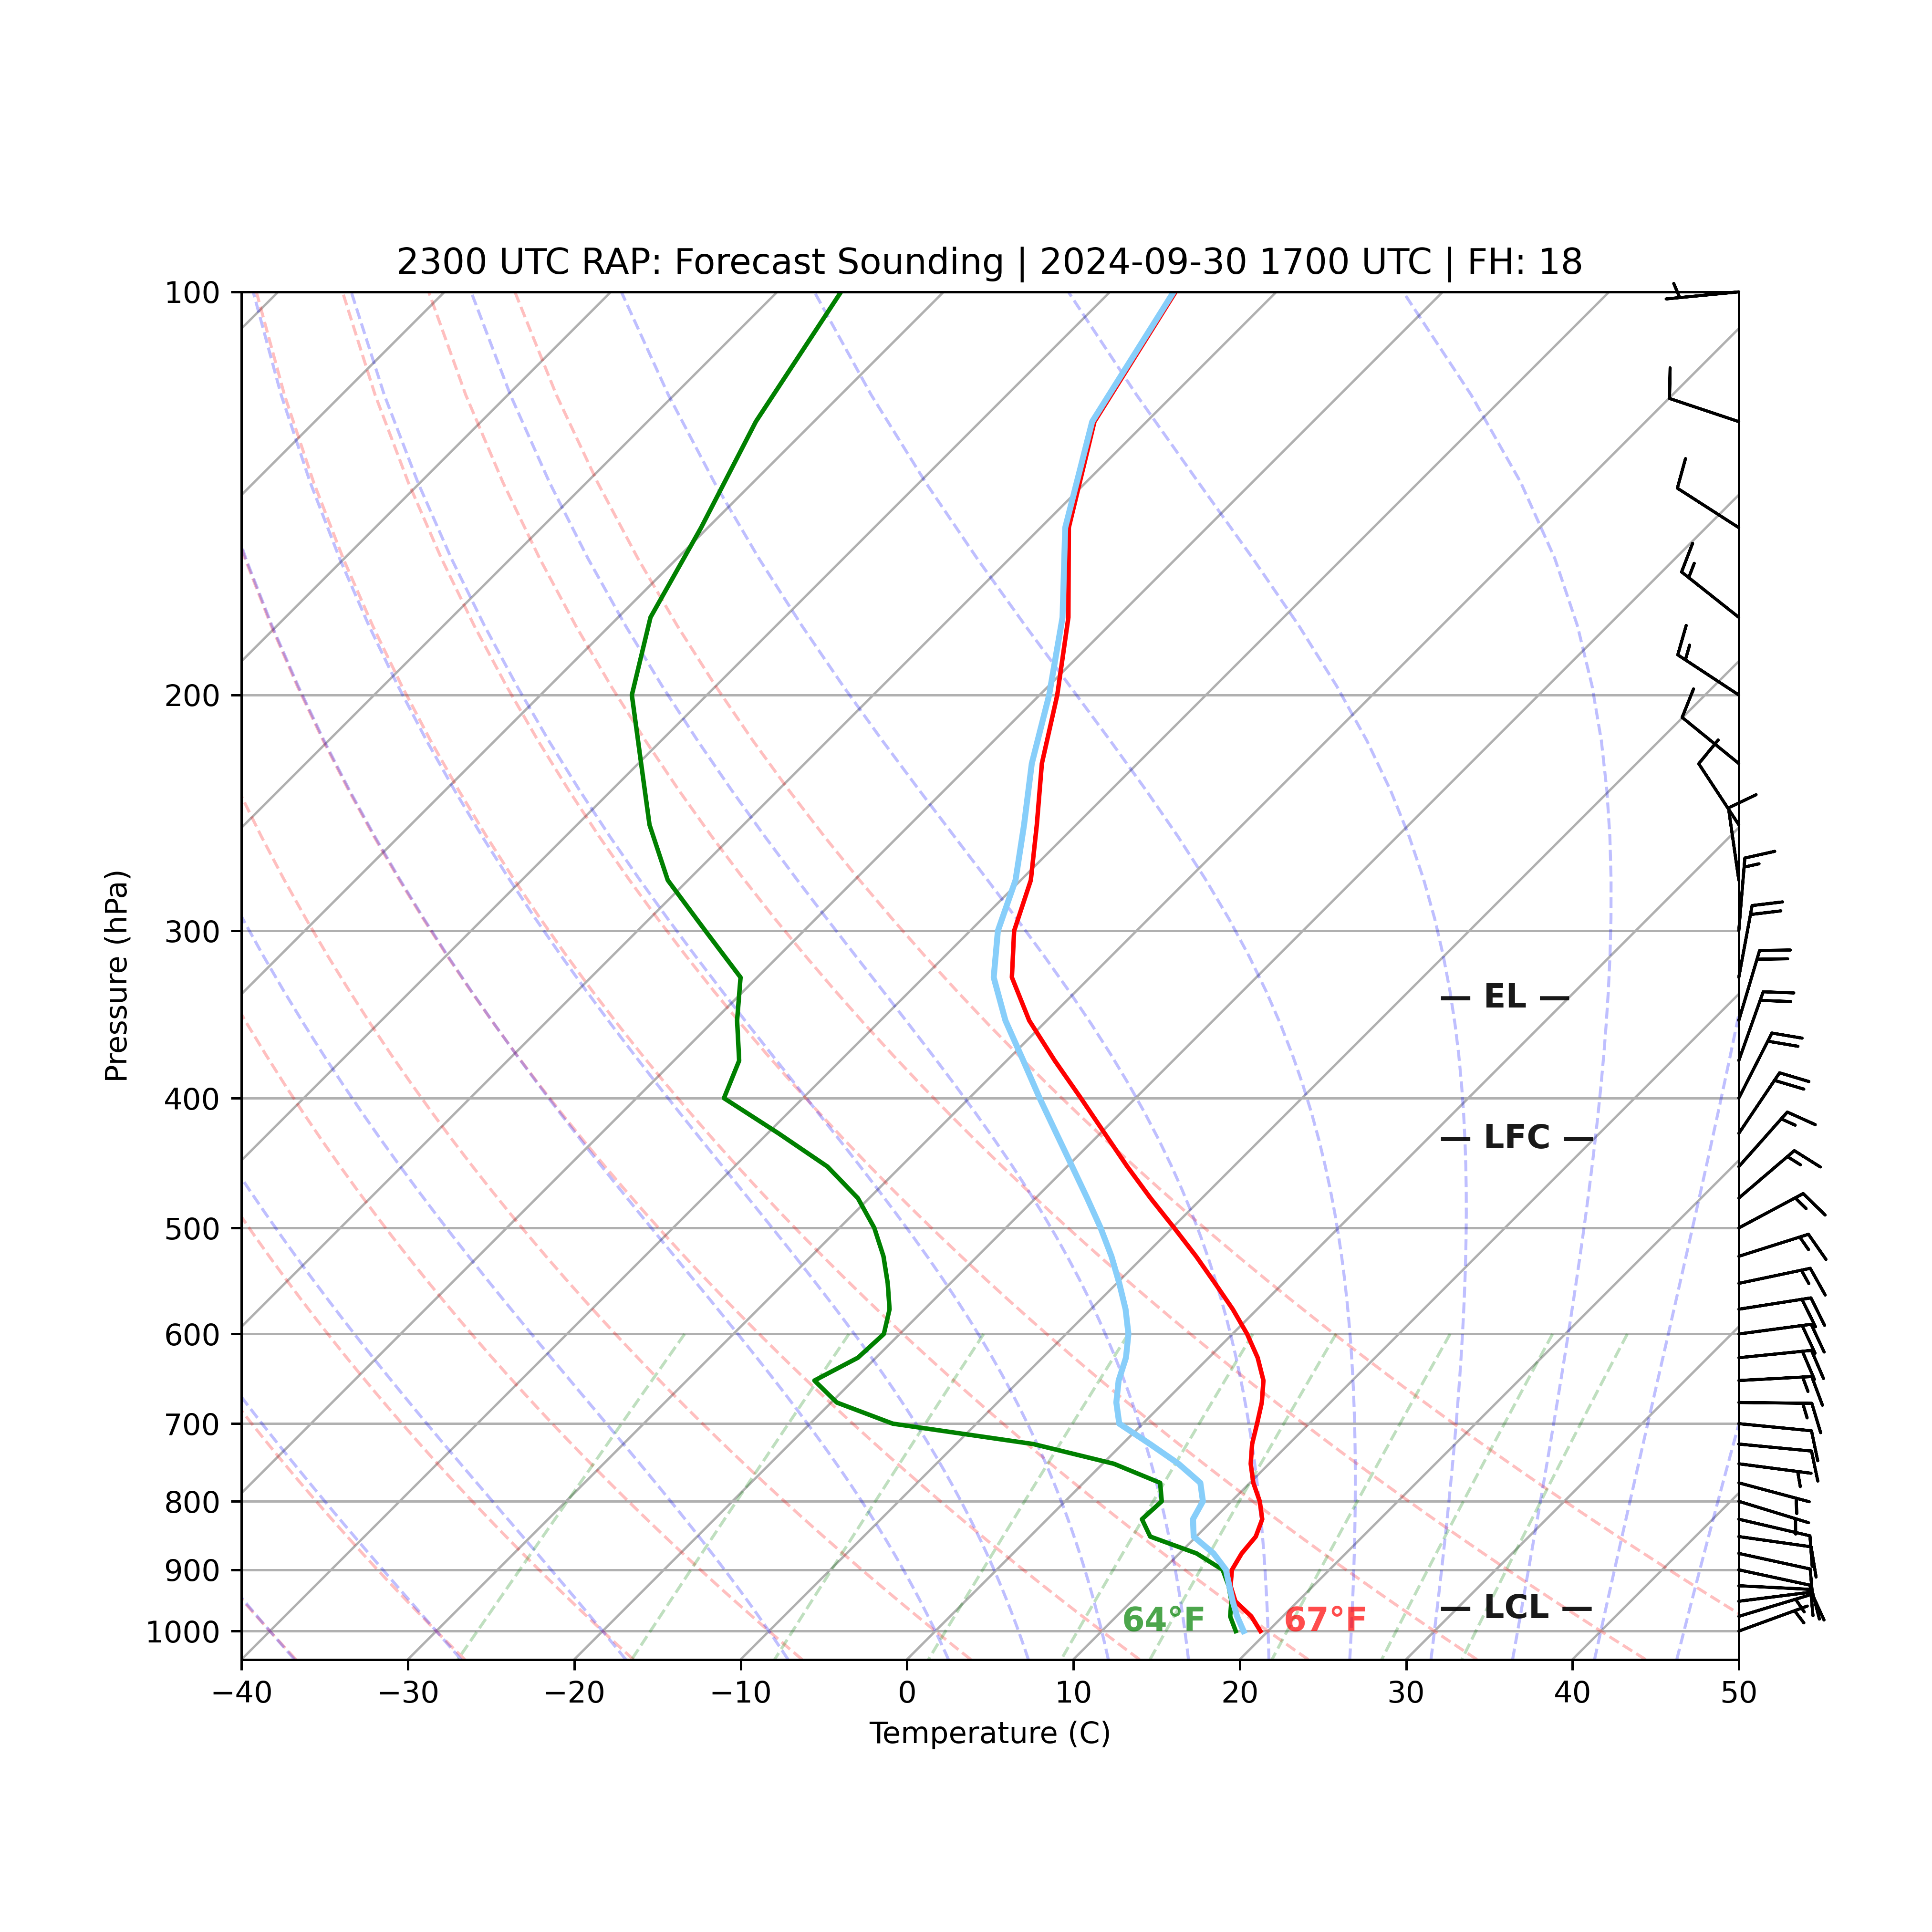 2300 UTC RAP: Forecast Sounding | 2024-09-30 1700 UTC | FH: 18
100
200
300
400
500
600
700
800
900
1000
Pressure (hPa)
— EL —
— LFC —
— LCL —
64°F
67°F
−40
−30
−20
−10
0
10
20
30
40
50
Temperature (C)